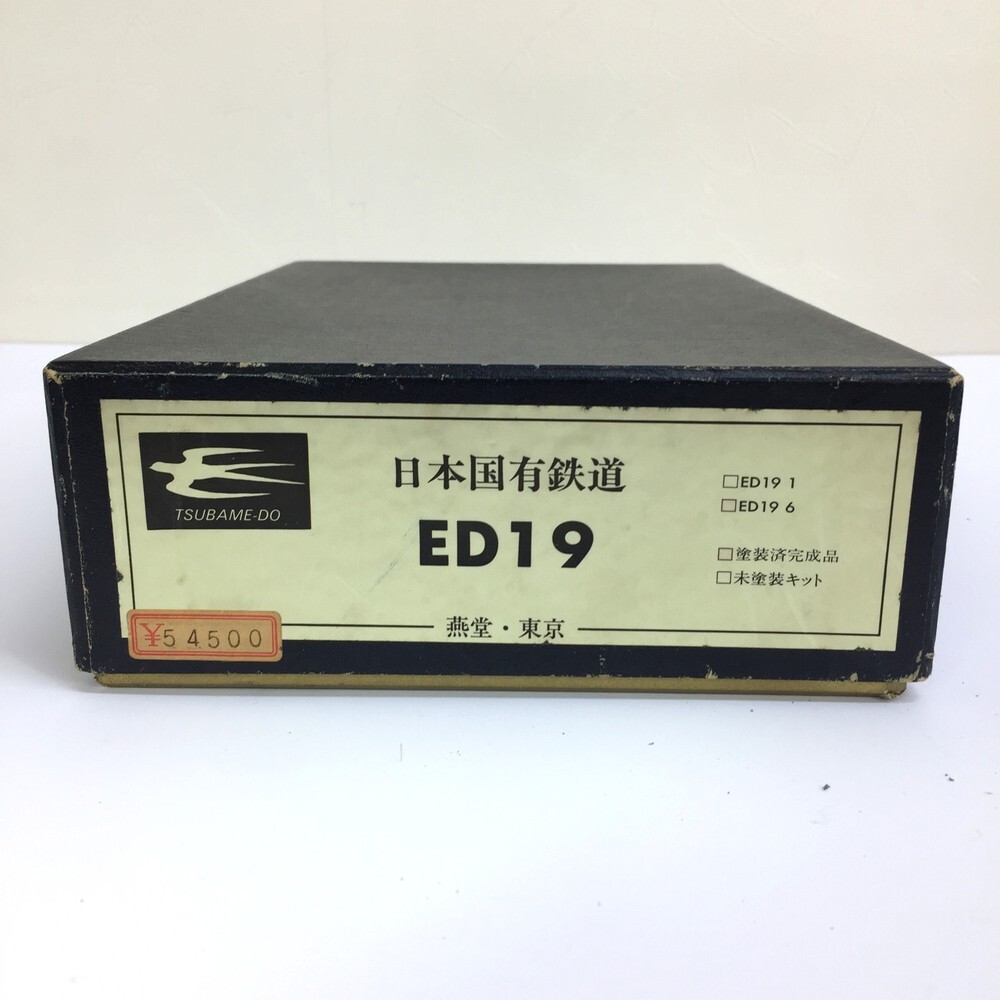 TSUBAME-DO
日本国有鉄道
ED19
□ED19 1
□ED19 6
□塗装済完成品
□未塗装キット
¥54500
燕堂・東京